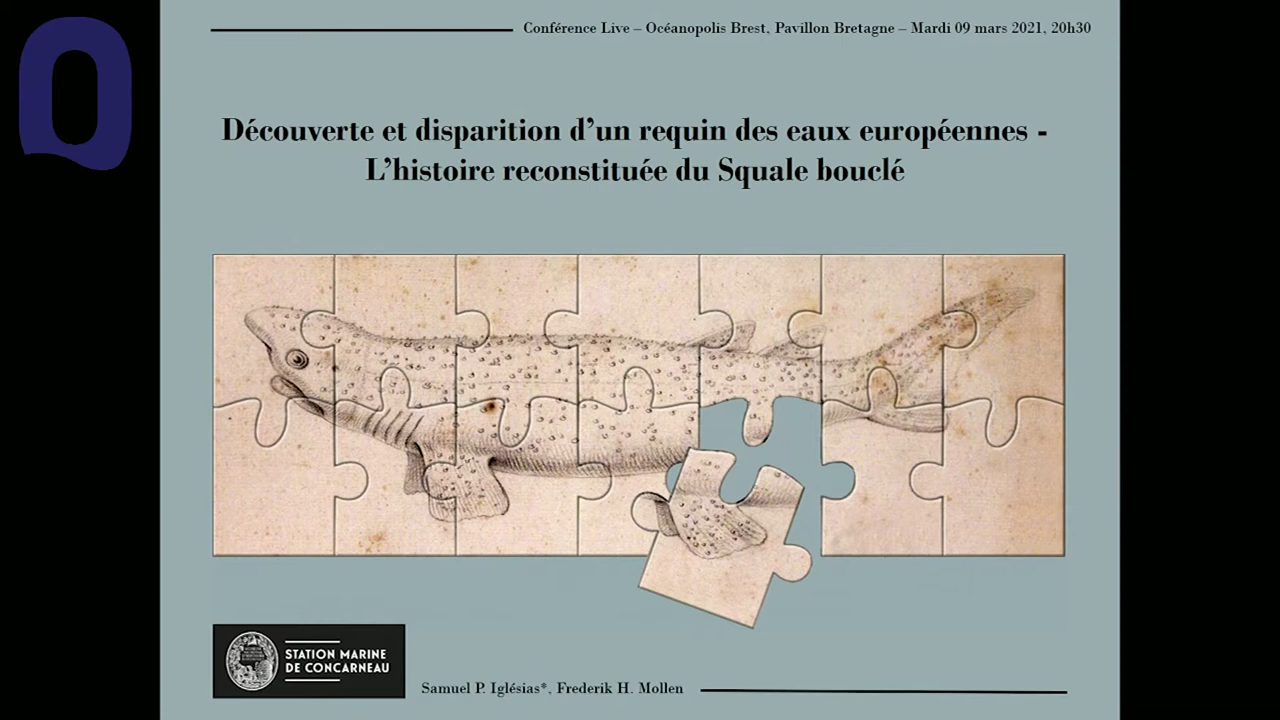 Conférence Live – Océanopolis Brest, Pavillon Bretagne – Mardi 09 mars 2021, 20h30
Découverte et disparition d'un requin des eaux européennes -
L'histoire reconstituée du Squale bouclé
STATION MARINE
DE CONCARNEAU
Samuel P. Iglésias*, Frederik H. Mollen